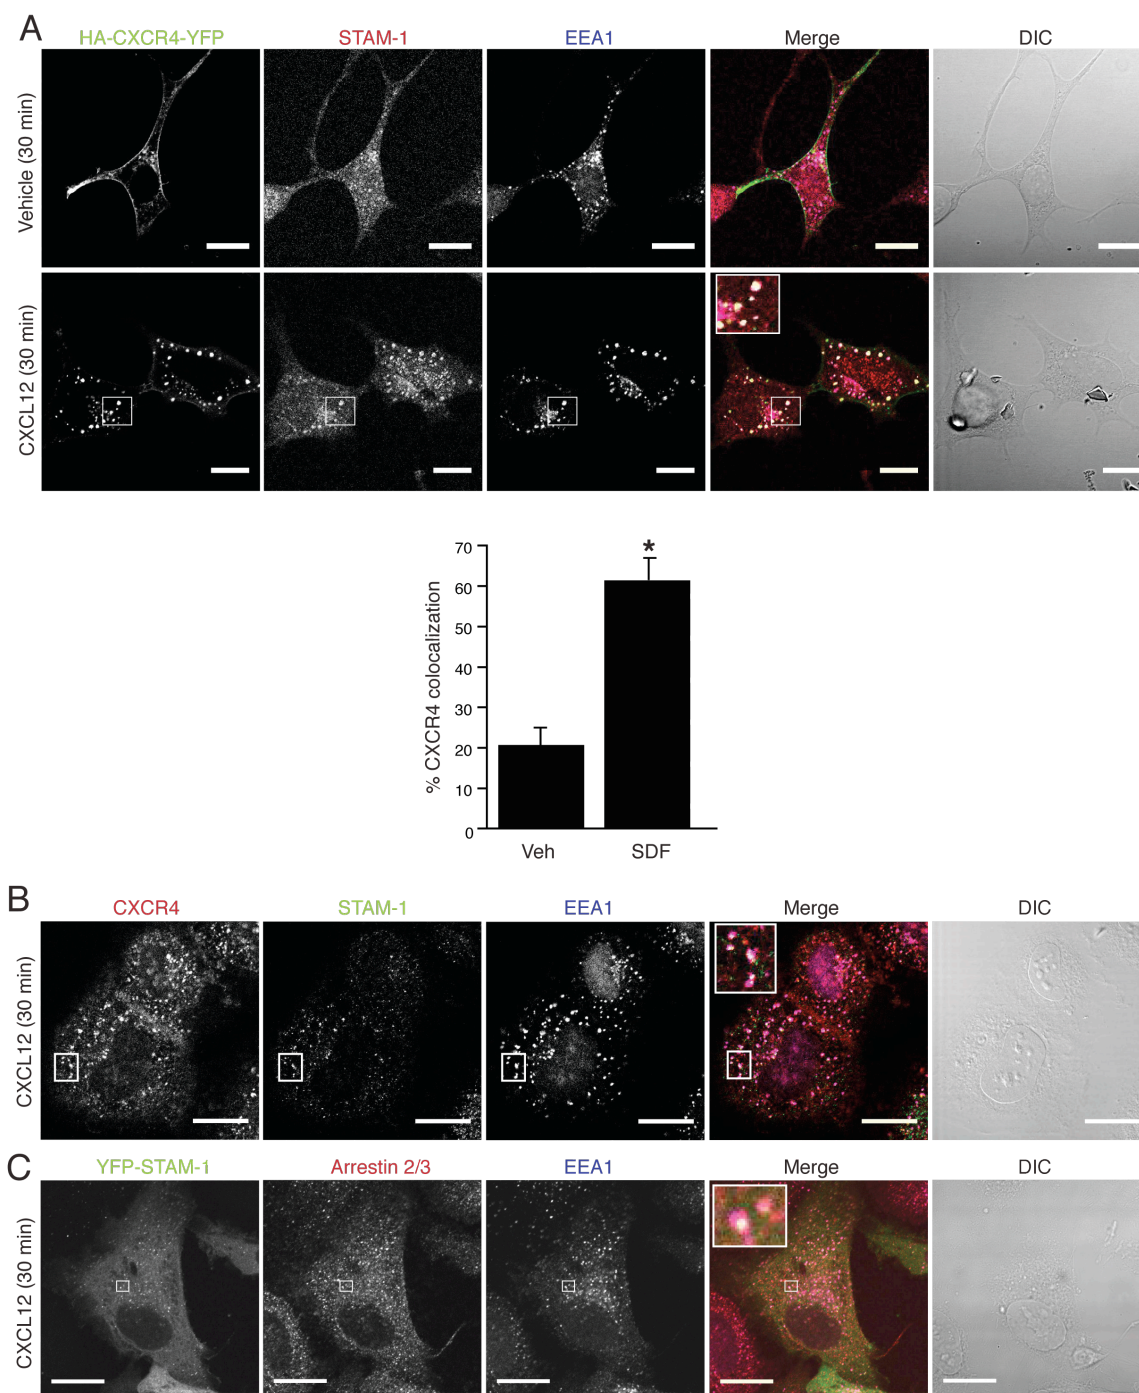 A
HA-CXCR4-YFP STAM-1 EEA1 Merge DIC
Vehicle (30 min)
CXCL12 (30 min)
% CXCR4 colocalization
70
60
50
40
30
20
10
0
*
Veh SDF
B
CXCR4 STAM-1 EEA1 Merge DIC
CXCL12 (30 min)
C
YFP-STAM-1 Arrestin 2/3 EEA1 Merge DIC
CXCL12 (30 min)